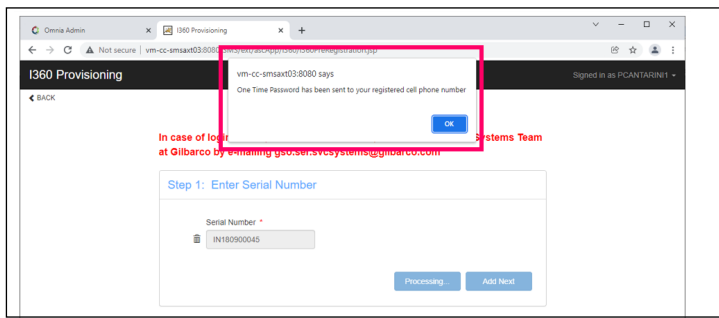 Omnia Admin
I360 Provisioning
Not secure | vm-cc-smsaxt03:8080
I360 Provisioning
Signed in as PCANTARINI1
BACK
vm-cc-smsaxt03:8080 says
One Time Password has been sent to your registered cell phone number
OK
In case of login
Systems Team
at Gilbarco by e-mailing gso.ser.svcsystems@gilbarco.com
Step 1: Enter Serial Number
Serial Number *
IN180900045
Processing...
Add Next